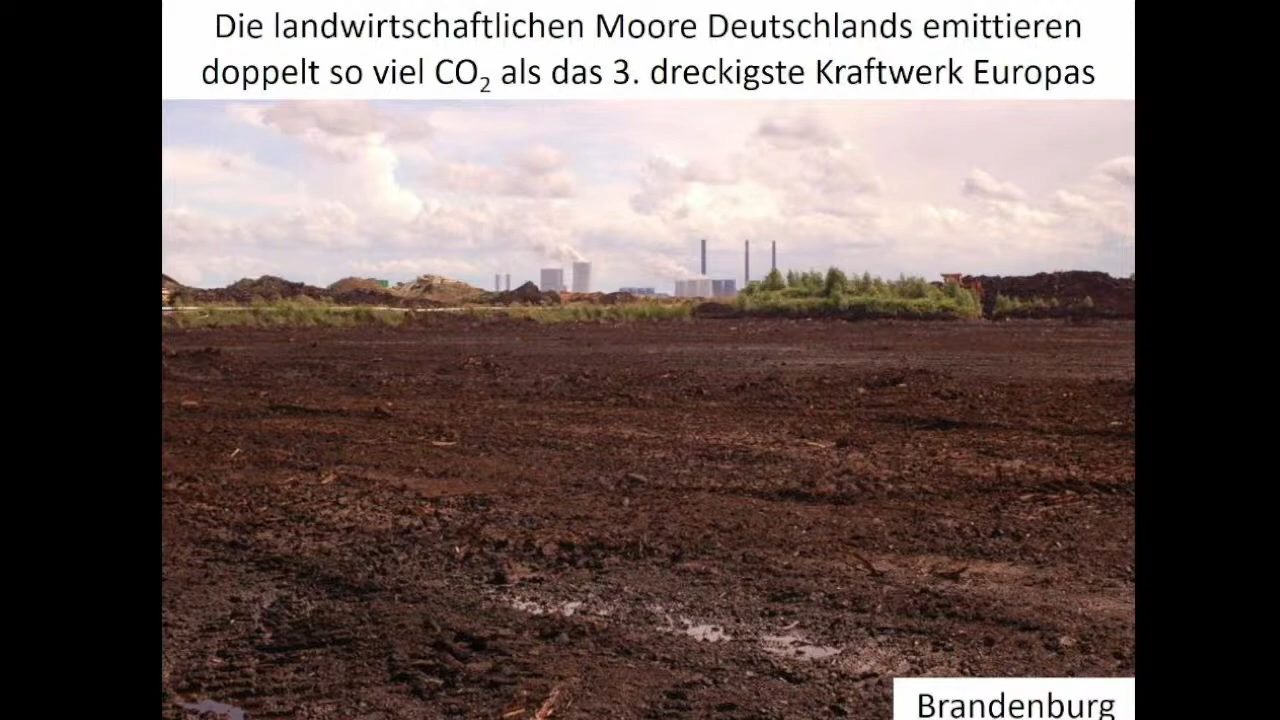 Die landwirtschaftlichen Moore Deutschlands emittieren
doppelt so viel CO₂ als das 3. dreckigste Kraftwerk Europas
Brandenburg